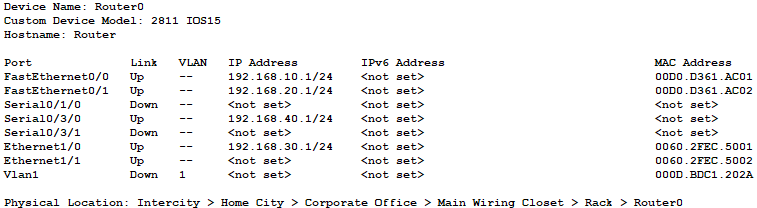 Device Name: Router0
Custom Device Model: 2811 IOS15
Hostname: Router
Port Link VLAN IP Address IPv6 Address MAC Address
FastEthernet0/0 Up -- 192.168.10.1/24 <not set> 00D0.D361.AC01
FastEthernet0/1 Up -- 192.168.20.1/24 <not set> 00D0.D361.AC02
Serial0/1/0 Down -- <not set> <not set> <not set>
Serial0/3/0 Up -- 192.168.40.1/24 <not set> <not set>
Serial0/3/1 Down -- <not set> <not set> <not set>
Ethernet1/0 Up -- 192.168.30.1/24 <not set> 0060.2FEC.5001
Ethernet1/1 Up -- <not set> <not set> 0060.2FEC.5002
Vlan1 Down 1 <not set> <not set> 000D.BDC1.202A
Physical Location: Intercity > Home City > Corporate Office > Main Wiring Closet > Rack > Router0